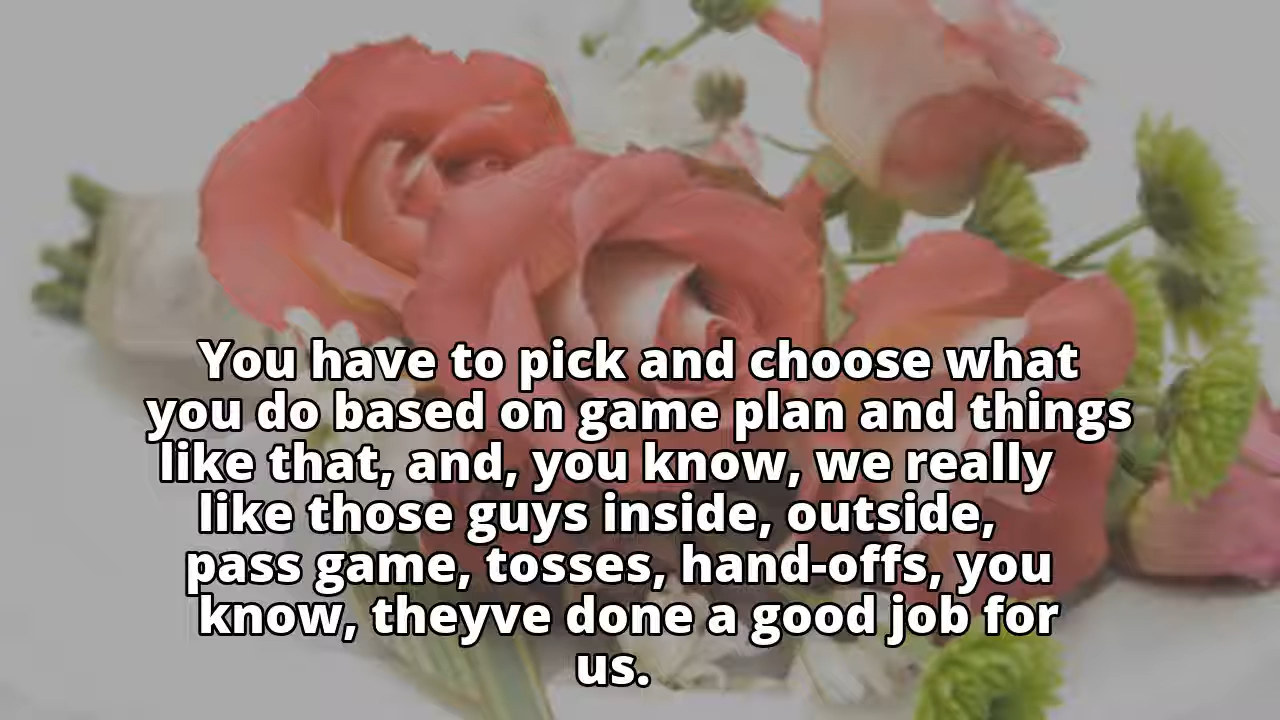 You have to pick and choose what
you do based on game plan and things
like that, and, you know, we really
like those guys inside, outside,
pass game, tosses, hand-offs, you
know, theyve done a good job for
us.